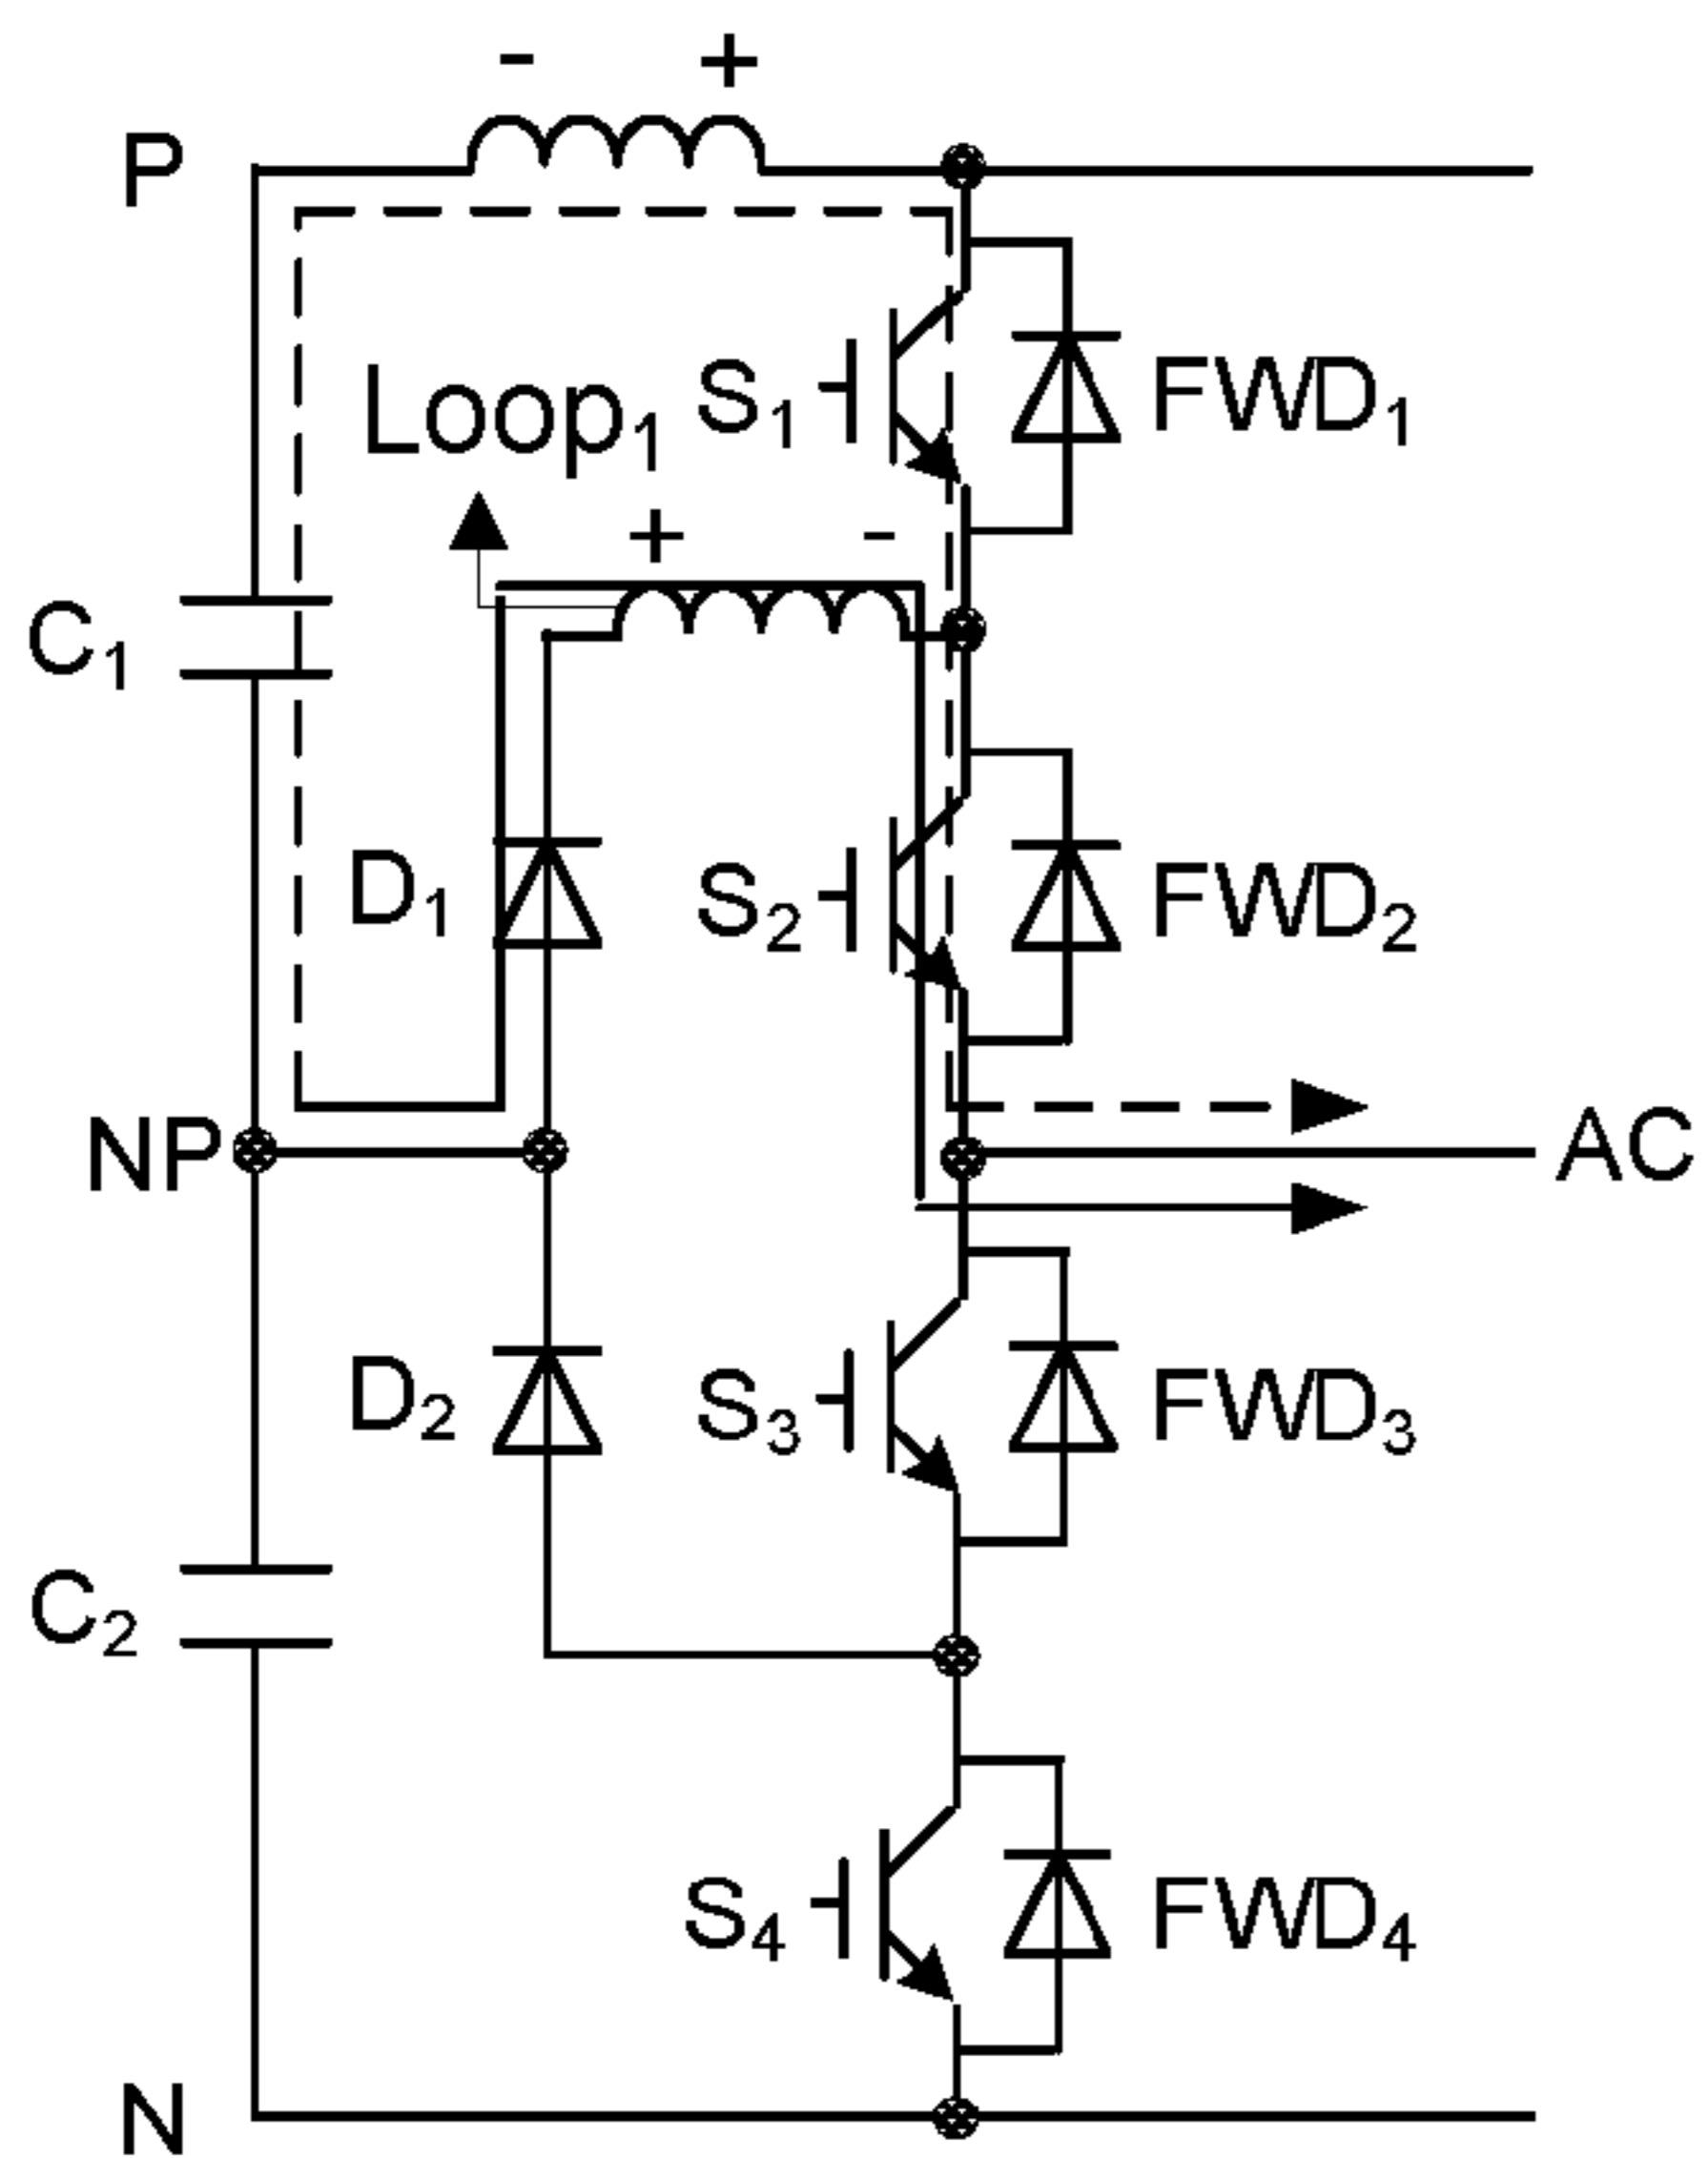 - +
P
Loop1 S1 FWD1
+ -
C1
D1 S2 FWD2
NP AC
D2 S3 FWD3
C2
S4 FWD4
N